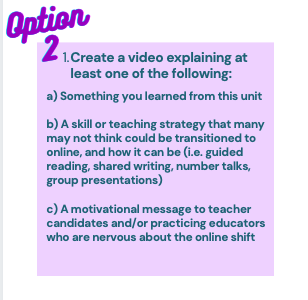 Option
2
1. Create a video explaining at
least one of the following:
a) Something you learned from this unit
b) A skill or teaching strategy that many
may not think could be transitioned to
online, and how it can be (i.e. guided
reading, shared writing, number talks,
group presentations)
c) A motivational message to teacher
candidates and/or practicing educators
who are nervous about the online shift